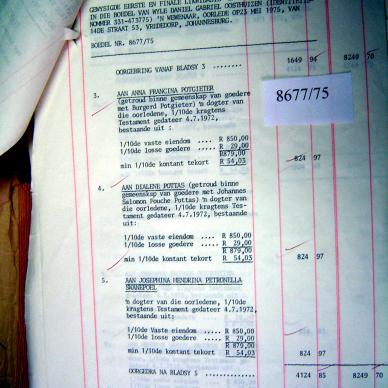 GEWYSIGDE EERSTE EN FINALE
IN DIE BOEDEL VAN WYLE DANIEL GABRIEL OOSTHUIZEN (IDENTITEITS-
NOMMER 331-473775) 'N WEWENAAR, OORLEDE OP 23 MEI 1975, VAN
14DE STRAAT 53, VREDEDORP, JOHANNESBURG.
BOEDEL NR. 8677/75
OORGEBRING VANAF BLADSY 3 1649 94 8249 70
8677/75
3. AAN ANNA FRANCINA POTGIETER
(getroud binne gemeenskap van goedere
met Burgerd Potgieter) 'n dogter van
die oorledene, 1/10de kragtens
Testament gedateer 4.7.1972,
bestaande uit :
1/10de vaste eiendom ... R 850,00
1/10de losse goedere ... R 29,00
R879,00
min 1/10de kontant tekort R 54,03 824 97
4. AAN DIALENE POTTAS (getroud binne
gemeenskap van goedere met Johannes
Salomon Fouche Pottas) 'n dogter van
die oorledene, 1/10de kragtens Tes-
tament gedateer 4.7.1972, bestaande
uit:
1/10de vaste eiendom ... R 850,00
1/10de losse goedere ... R 29,00
R 879,00
min 1/10de kontant tekort R 54,03 824 97
5. AAN JOSEPHINA HENDRINA PETRONELLA
SWANEPOEL
'n dogter van die oorledene, 1/10de
kragtens Testament gedateer 4.7.1972,
bestaande uit:
1/10de Vaste eiendom ..... R 850,00
1/10de losse goedere .... R 29,00
R 879,00
min 1/10de kontant tekort R 54,03 824 97
OORGEDRA NA BLADSY 5 4124 85 8249 70